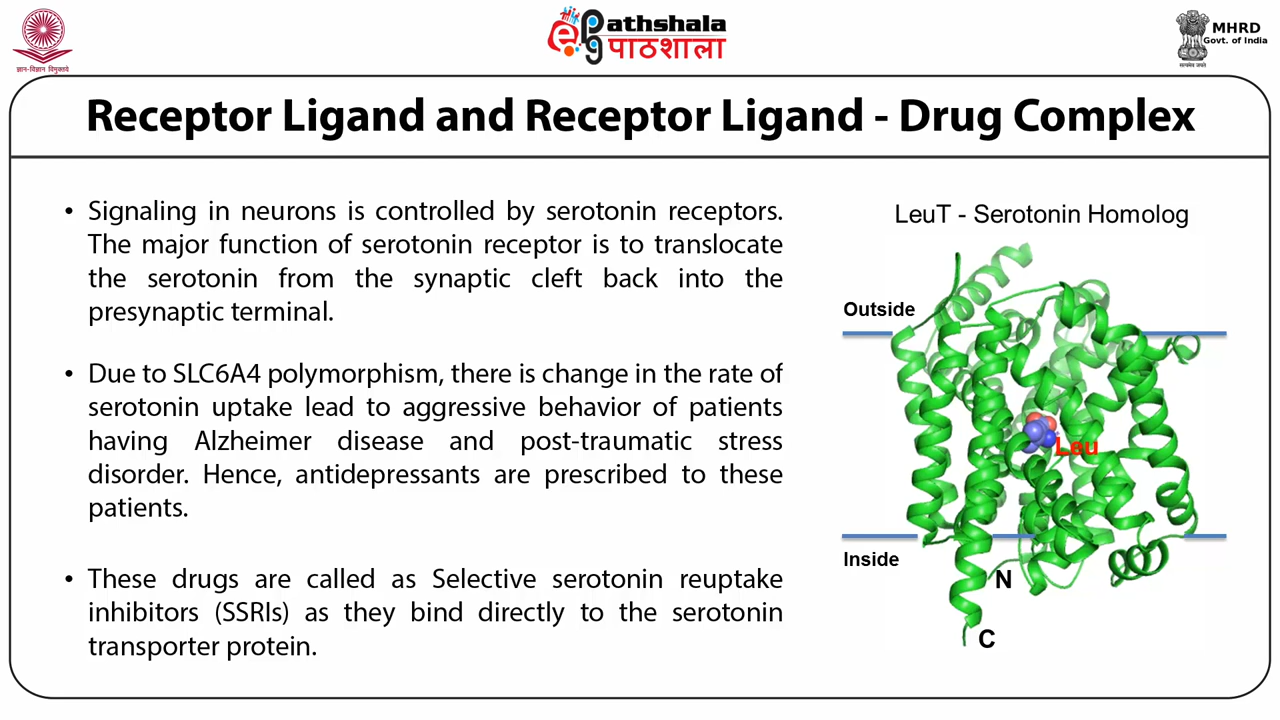 ePg Pathshala
पाठशाला
MHRD
Govt. of India
ज्ञान-विज्ञान विमुक्तये
सत्यमेव जयते
Receptor Ligand and Receptor Ligand - Drug Complex
• Signaling in neurons is controlled by serotonin receptors.
The major function of serotonin receptor is to translocate
the serotonin from the synaptic cleft back into the
presynaptic terminal.
• Due to SLC6A4 polymorphism, there is change in the rate of
serotonin uptake lead to aggressive behavior of patients
having Alzheimer disease and post-traumatic stress
disorder. Hence, antidepressants are prescribed to these
patients.
• These drugs are called as Selective serotonin reuptake
inhibitors (SSRIs) as they bind directly to the serotonin
transporter protein.
LeuT - Serotonin Homolog
Outside
Leu
Inside
N
C